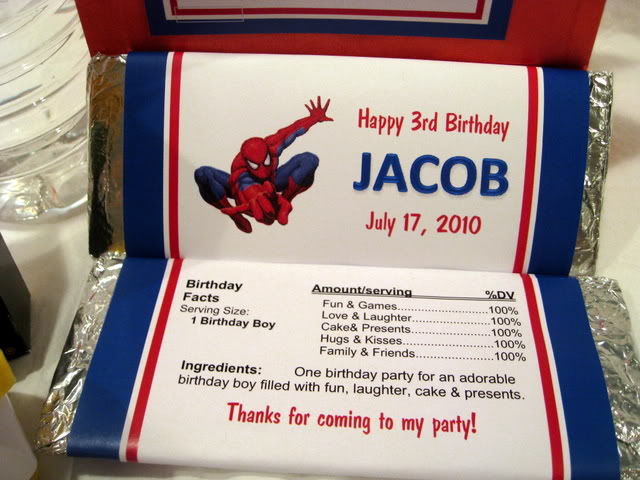 Happy 3rd Birthday
JACOB
July 17, 2010
Birthday
Facts
Serving Size:
1 Birthday Boy
Amount/serving %DV
Fun & Games......................100%
Love & Laughter..................100%
Cake& Presents...................100%
Hugs & Kisses.....................100%
Family & Friends..................100%
Ingredients: One birthday party for an adorable
birthday boy filled with fun, laughter, cake & presents.
Thanks for coming to my party!